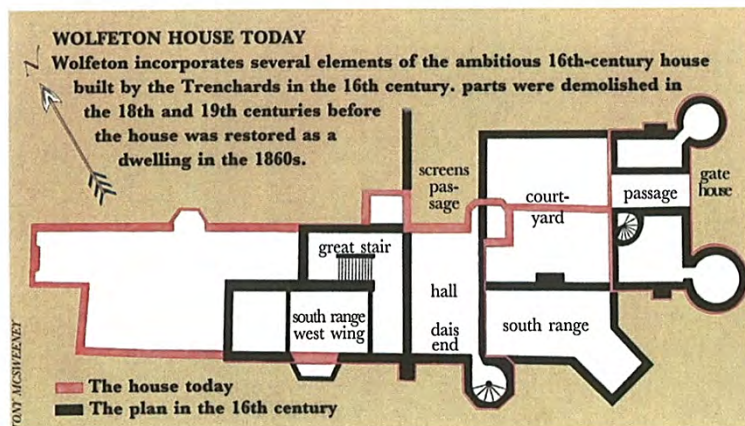 WOLFETON HOUSE TODAY
Wolfeton incorporates several elements of the ambitious 16th-century house
built by the Trenchards in the 16th century. parts were demolished in
the 18th and 19th centuries before
the house was restored as a
dwelling in the 1860s.
N
screens
pas-
sage
court-
yard
passage
gate
house
great stair
hall
dais
end
south range
west wing
south range
The house today
The plan in the 16th century
TONY MCSWEENEY